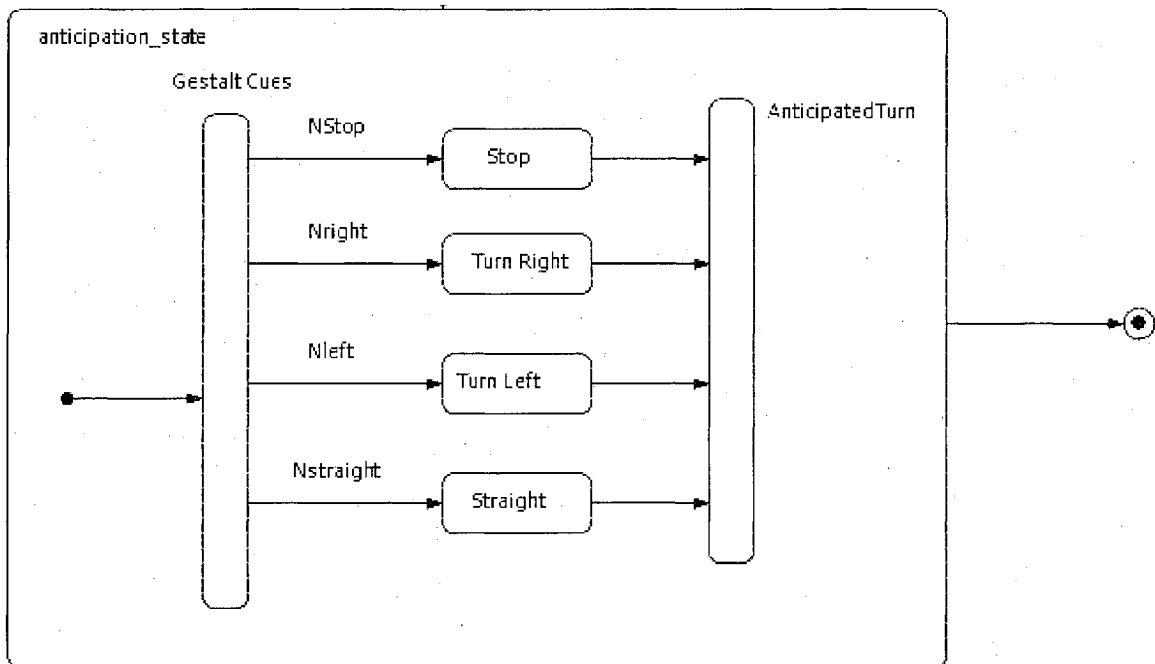 anticipation_state
Gestalt Cues
AnticipatedTurn
NStop
Stop
Nright
Turn Right
Nleft
Turn Left
Nstraight
Straight